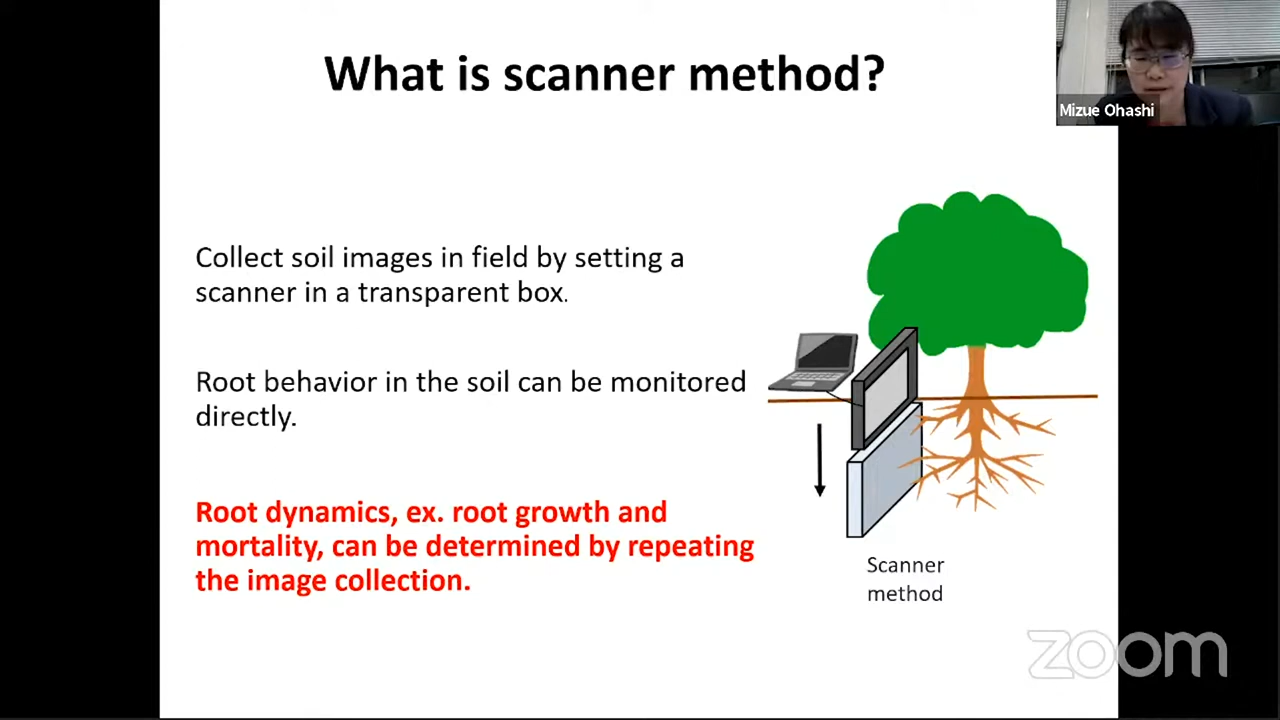 What is scanner method?
Mizue Ohashi
Collect soil images in field by setting a
scanner in a transparent box.
Root behavior in the soil can be monitored
directly.
Root dynamics, ex. root growth and
mortality, can be determined by repeating
the image collection.
Scanner
method
zoom